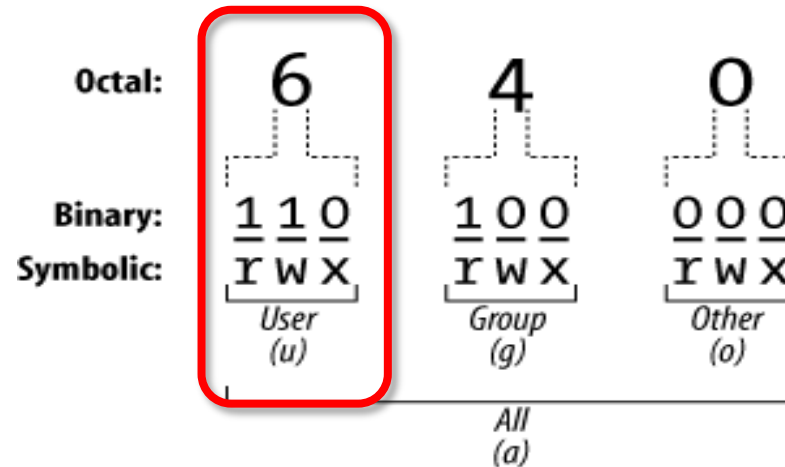 Octal: 6 4 0
Binary: 1 1 0 1 0 0 0 0 0
Symbolic: r w x r w x r w x
User Group Other
(u) (g) (o)
All
(a)